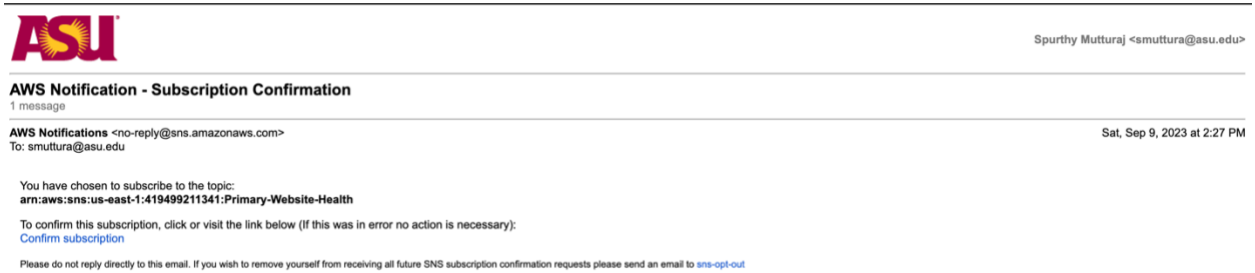 ASU
Spurthy Mutturaj <smuttura@asu.edu>
AWS Notification - Subscription Confirmation
1 message
AWS Notifications <no-reply@sns.amazonaws.com>
Sat, Sep 9, 2023 at 2:27 PM
To: smuttura@asu.edu
You have chosen to subscribe to the topic:
arn:aws:sns:us-east-1:419499211341:Primary-Website-Health
To confirm this subscription, click or visit the link below (If this was in error no action is necessary):
Confirm subscription
Please do not reply directly to this email. If you wish to remove yourself from receiving all future SNS subscription confirmation requests please send an email to sns-opt-out